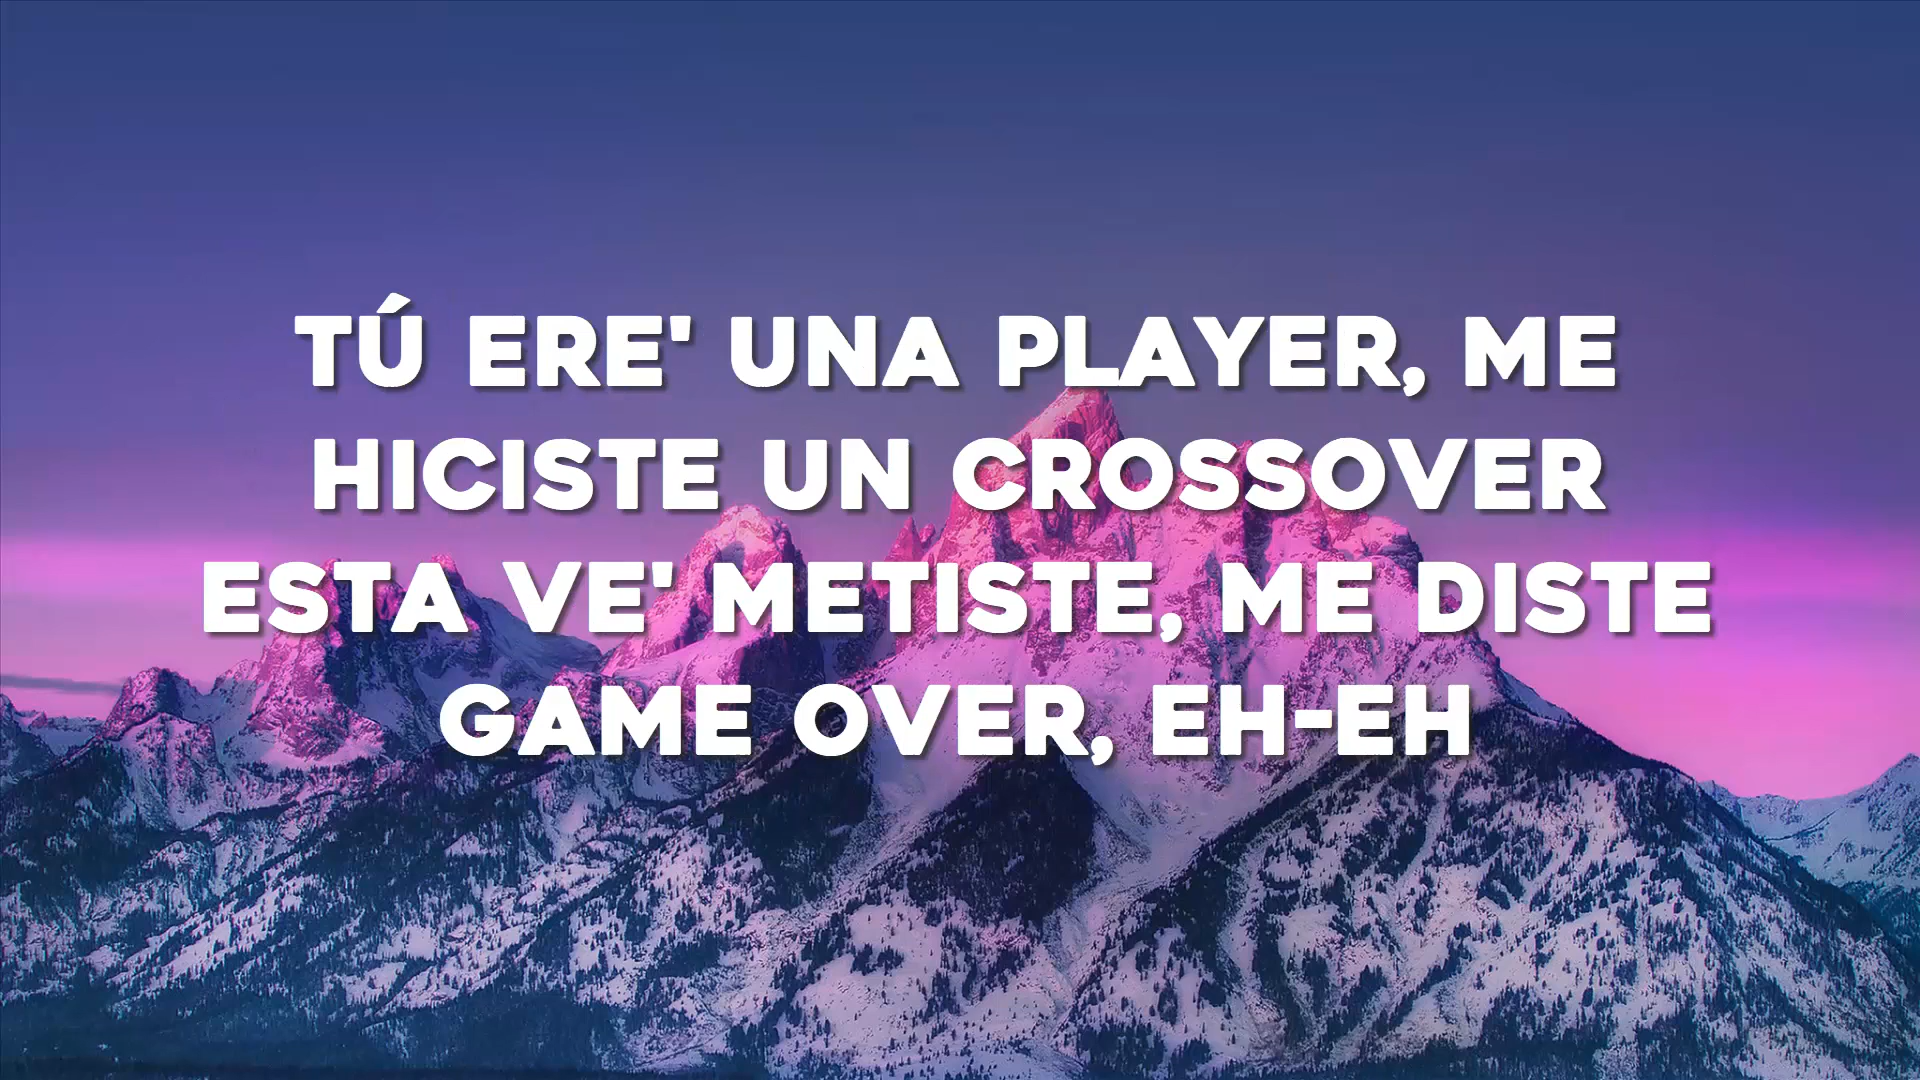 TÚ ERE' UNA PLAYER, ME
HICISTE UN CROSSOVER
ESTA VE' METISTE, ME DISTE
GAME OVER, EH-EH